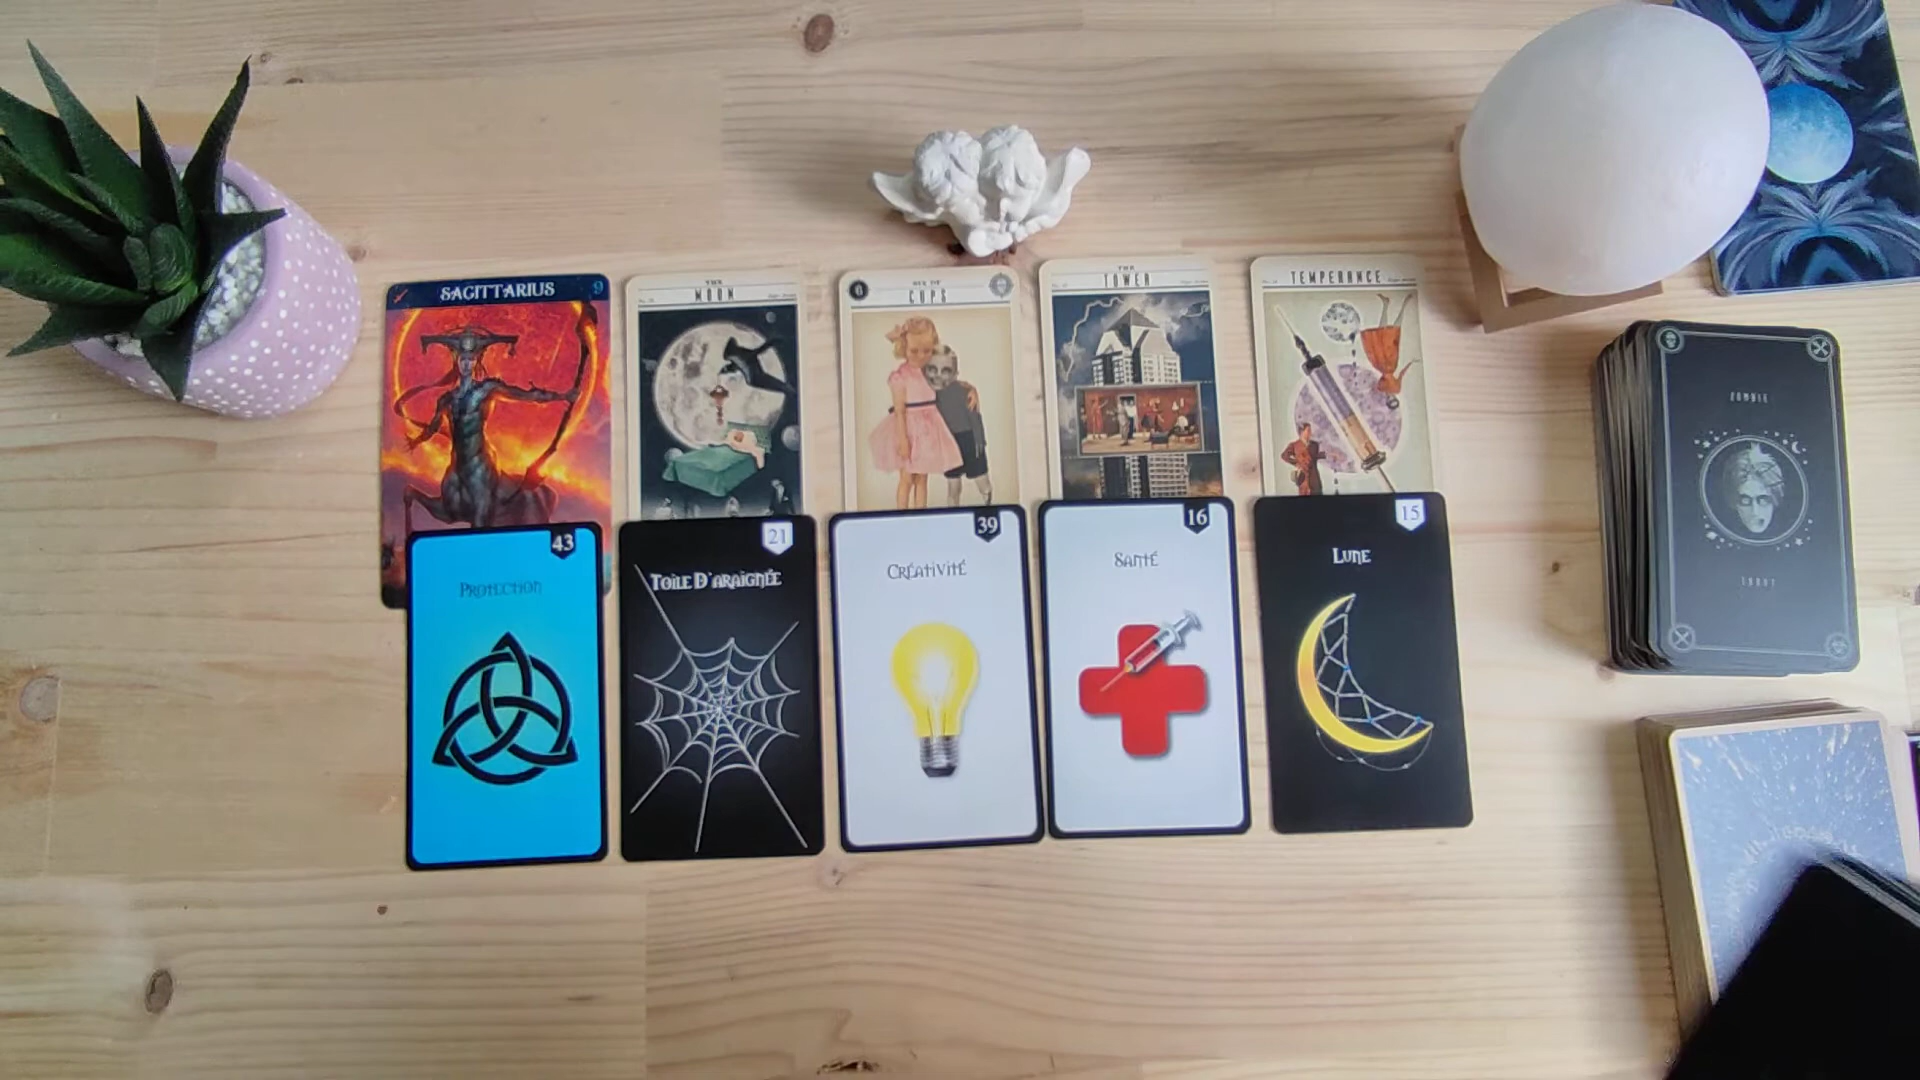 SAGITTARIUS 9
THE
MOON
6 SIX OF
CUPS
THE
TOWER
TEMPERANCE
43
PROTECTION
21
TOILE D'ARAIGNÉE
39
CRÉATIVITÉ
16
SANTÉ
15
LUNE
ZOMBIE
TAROT